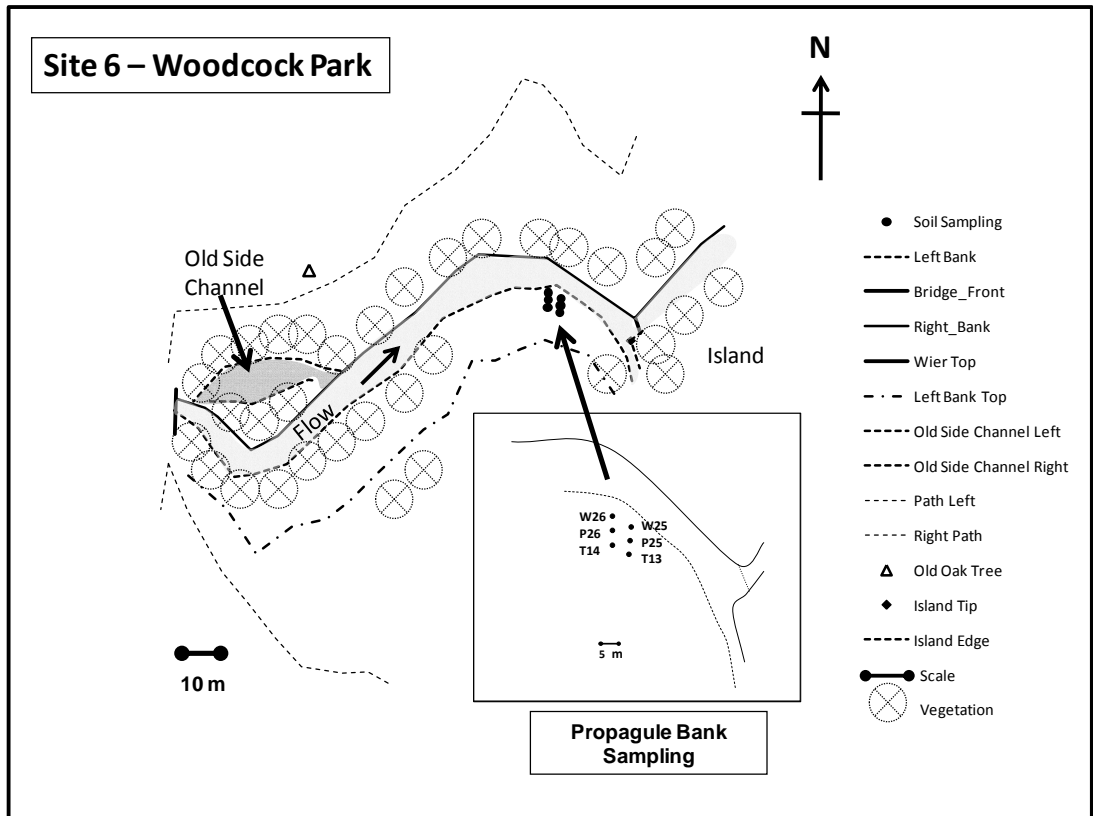 Site 6 – Woodcock Park
N
Old Side
Channel
Flow
Island
Soil Sampling
Left Bank
Bridge_Front
Right_Bank
Wier Top
Left Bank Top
Old Side Channel Left
Old Side Channel Right
Path Left
Right Path
Old Oak Tree
Island Tip
Island Edge
Scale
Vegetation
10 m
W26
W25
P26
P25
T14
T13
5 m
Propagule Bank
Sampling